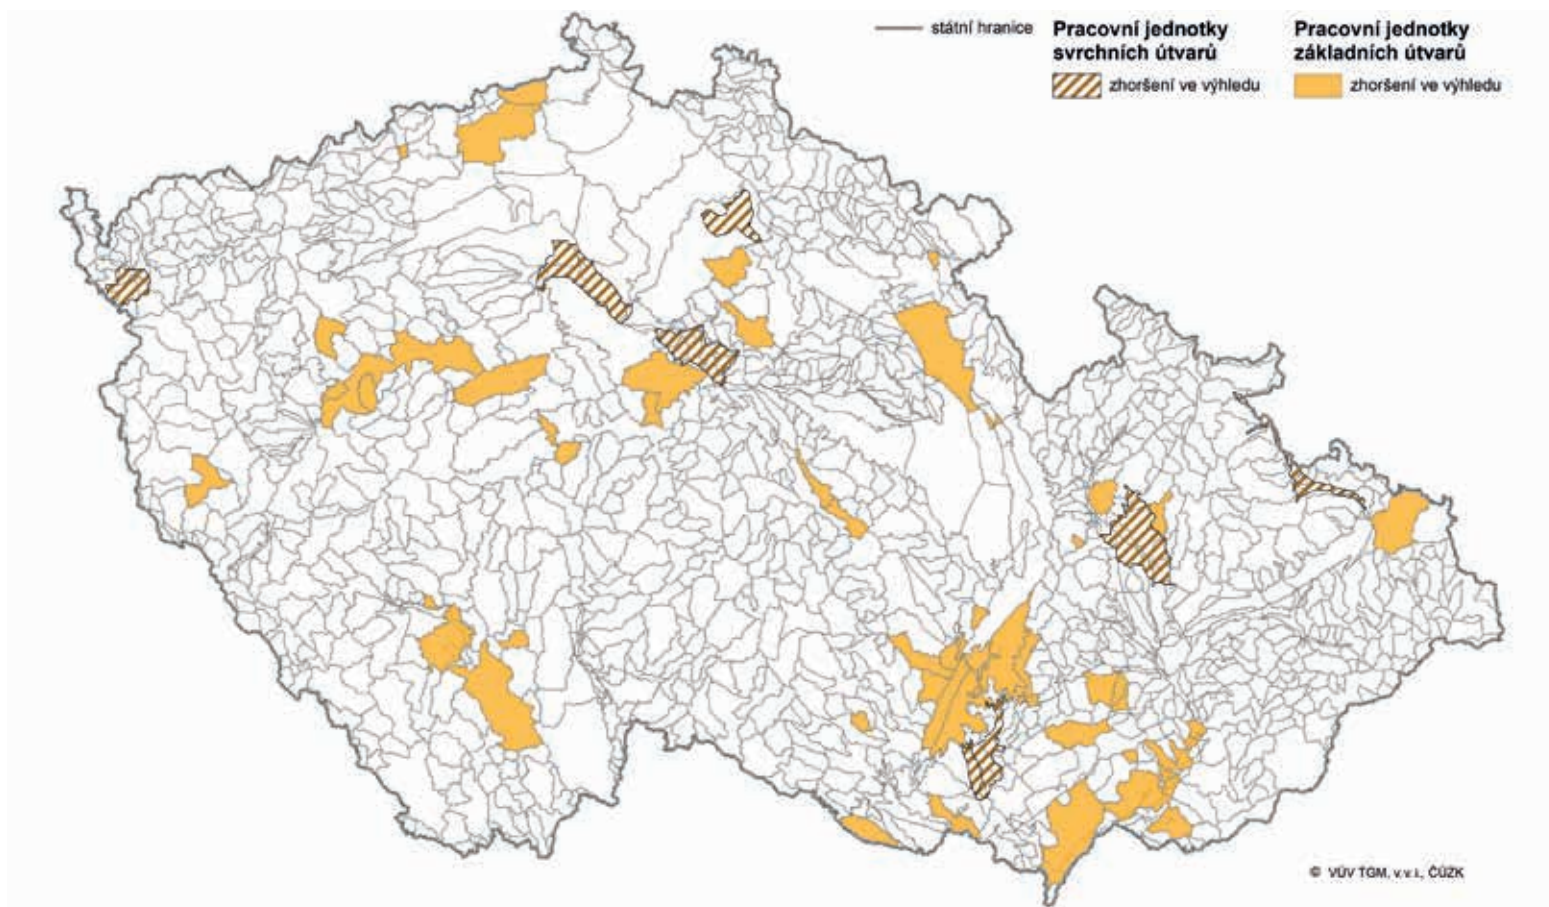 státní hranice
Pracovní jednotky
svrchních útvarů
zhoršení ve výhledu
Pracovní jednotky
základních útvarů
zhoršení ve výhledu
© VÚV TGM, v.v.i., ČÚZK